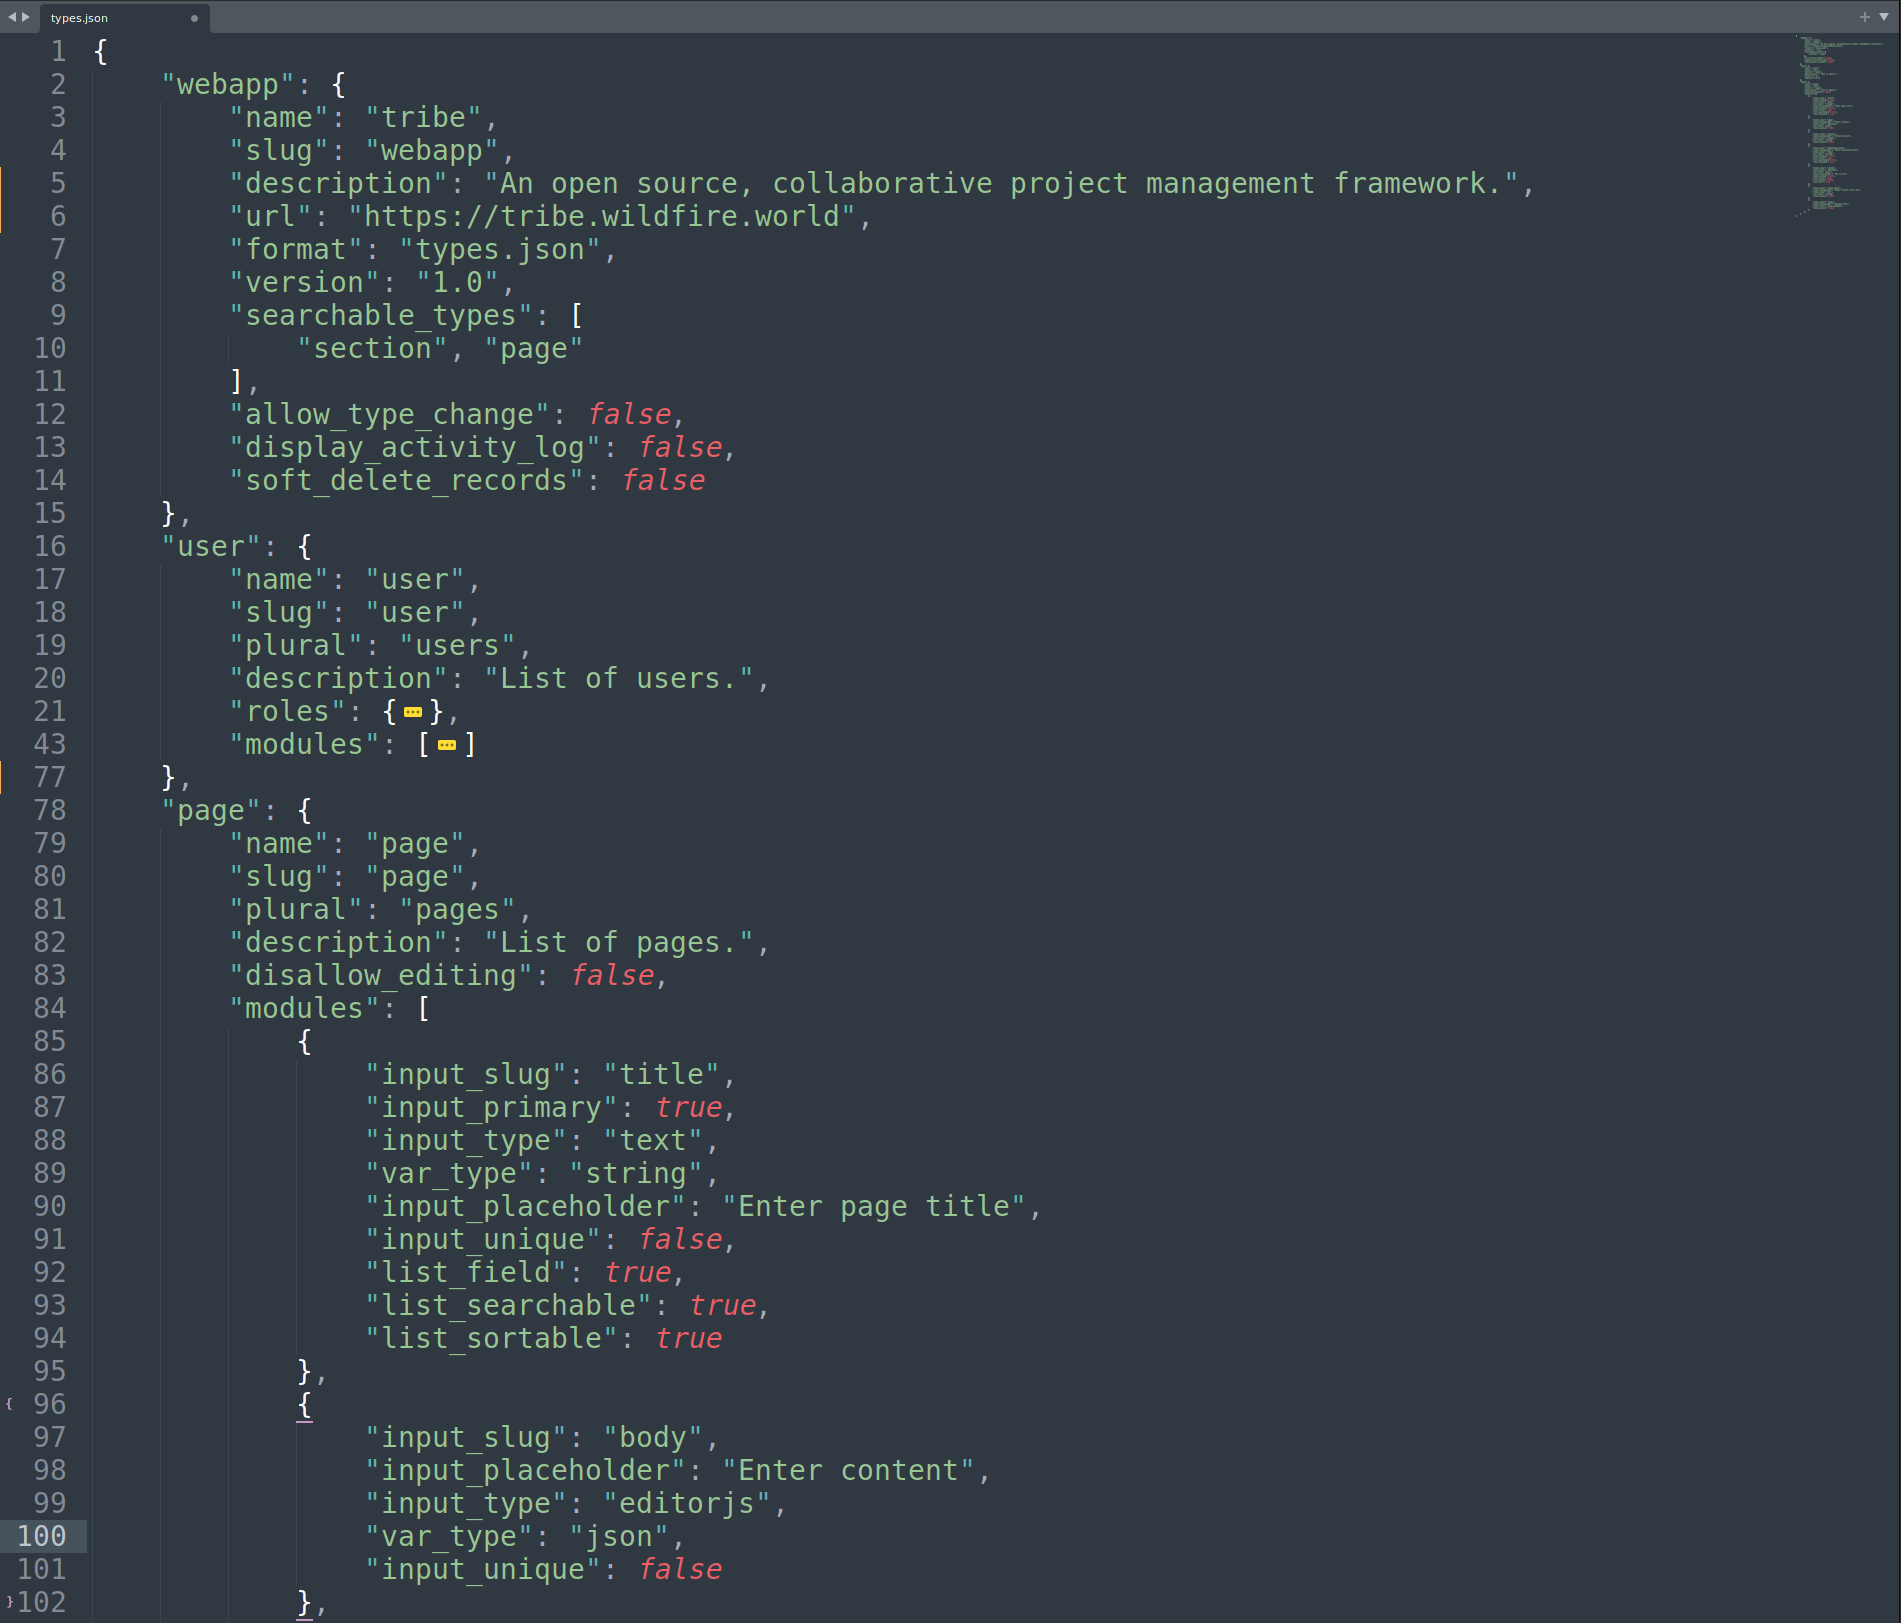 types.json
1 {
2     "webapp": {
3         "name": "tribe",
4         "slug": "webapp",
5         "description": "An open source, collaborative project management framework.",
6         "url": "https://tribe.wildfire.world",
7         "format": "types.json",
8         "version": "1.0",
9         "searchable_types": [
10             "section", "page"
11         ],
12         "allow_type_change": false,
13         "display_activity_log": false,
14         "soft_delete_records": false
15     },
16     "user": {
17         "name": "user",
18         "slug": "user",
19         "plural": "users",
20         "description": "List of users.",
21         "roles": {...},
43         "modules": [...]
77     },
78     "page": {
79         "name": "page",
80         "slug": "page",
81         "plural": "pages",
82         "description": "List of pages.",
83         "disallow_editing": false,
84         "modules": [
85             {
86                 "input_slug": "title",
87                 "input_primary": true,
88                 "input_type": "text",
89                 "var_type": "string",
90                 "input_placeholder": "Enter page title",
91                 "input_unique": false,
92                 "list_field": true,
93                 "list_searchable": true,
94                 "list_sortable": true
95             },
{ 96             {
97                 "input_slug": "body",
98                 "input_placeholder": "Enter content",
99                 "input_type": "editorjs",
100                 "var_type": "json",
101                 "input_unique": false
} 102             },